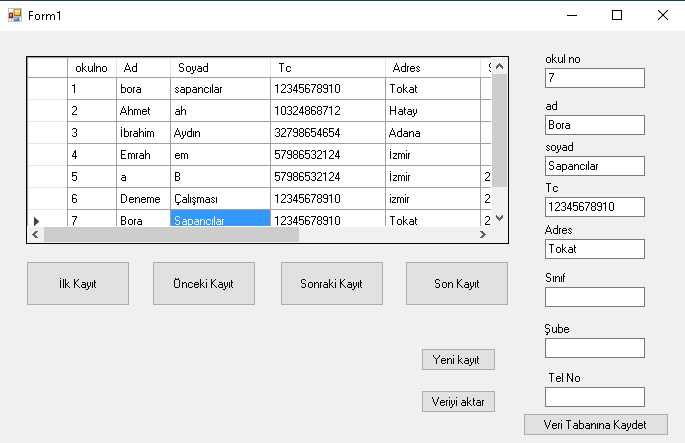 Form1
okulno Ad Soyad Tc Adres S
1 bora sapancılar 12345678910 Tokat
2 Ahmet ah 10324868712 Hatay
3 İbrahim Aydın 32798654654 Adana
4 Emrah em 57986532124 İzmir
5 a B 57986532124 İzmir 2
6 Deneme Çalışması 12345678910 izmir 2
7 Bora Sapancılar 12345678910 Tokat 2
İlk Kayıt Önceki Kayıt Sonraki Kayıt Son Kayıt
Yeni kayıt
Veriyi aktar
okul no
7
ad
Bora
soyad
Sapancılar
Tc
12345678910
Adres
Tokat
Sınıf
Şube
Tel No
Veri Tabanına Kaydet